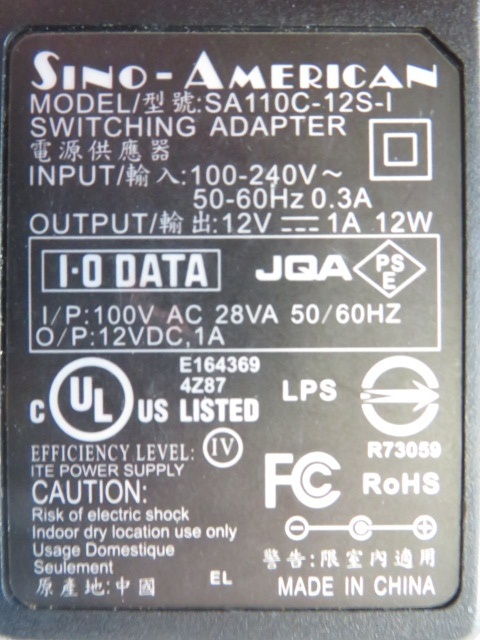 SINO-AMERICAN
MODEL/型號:SA110C-12S-I
SWITCHING ADAPTER
電源供應器
INPUT/輸入:100-240V~
50-60Hz 0.3A
OUTPUT/輸出:12V⎓1A 12W
I·O DATA JQA PS E
I/P:100V AC 28VA 50/60HZ
O/P:12VDC,1A
E164369
4Z87
C UL US LISTED LPS
R73059
EFFICIENCY LEVEL: IV
ITE POWER SUPPLY
FC RoHS
CAUTION:
Risk of electric shock
Indoor dry location use only
Usage Domestique
Seulement
警告:限室內適用
原產地:中國 EL MADE IN CHINA